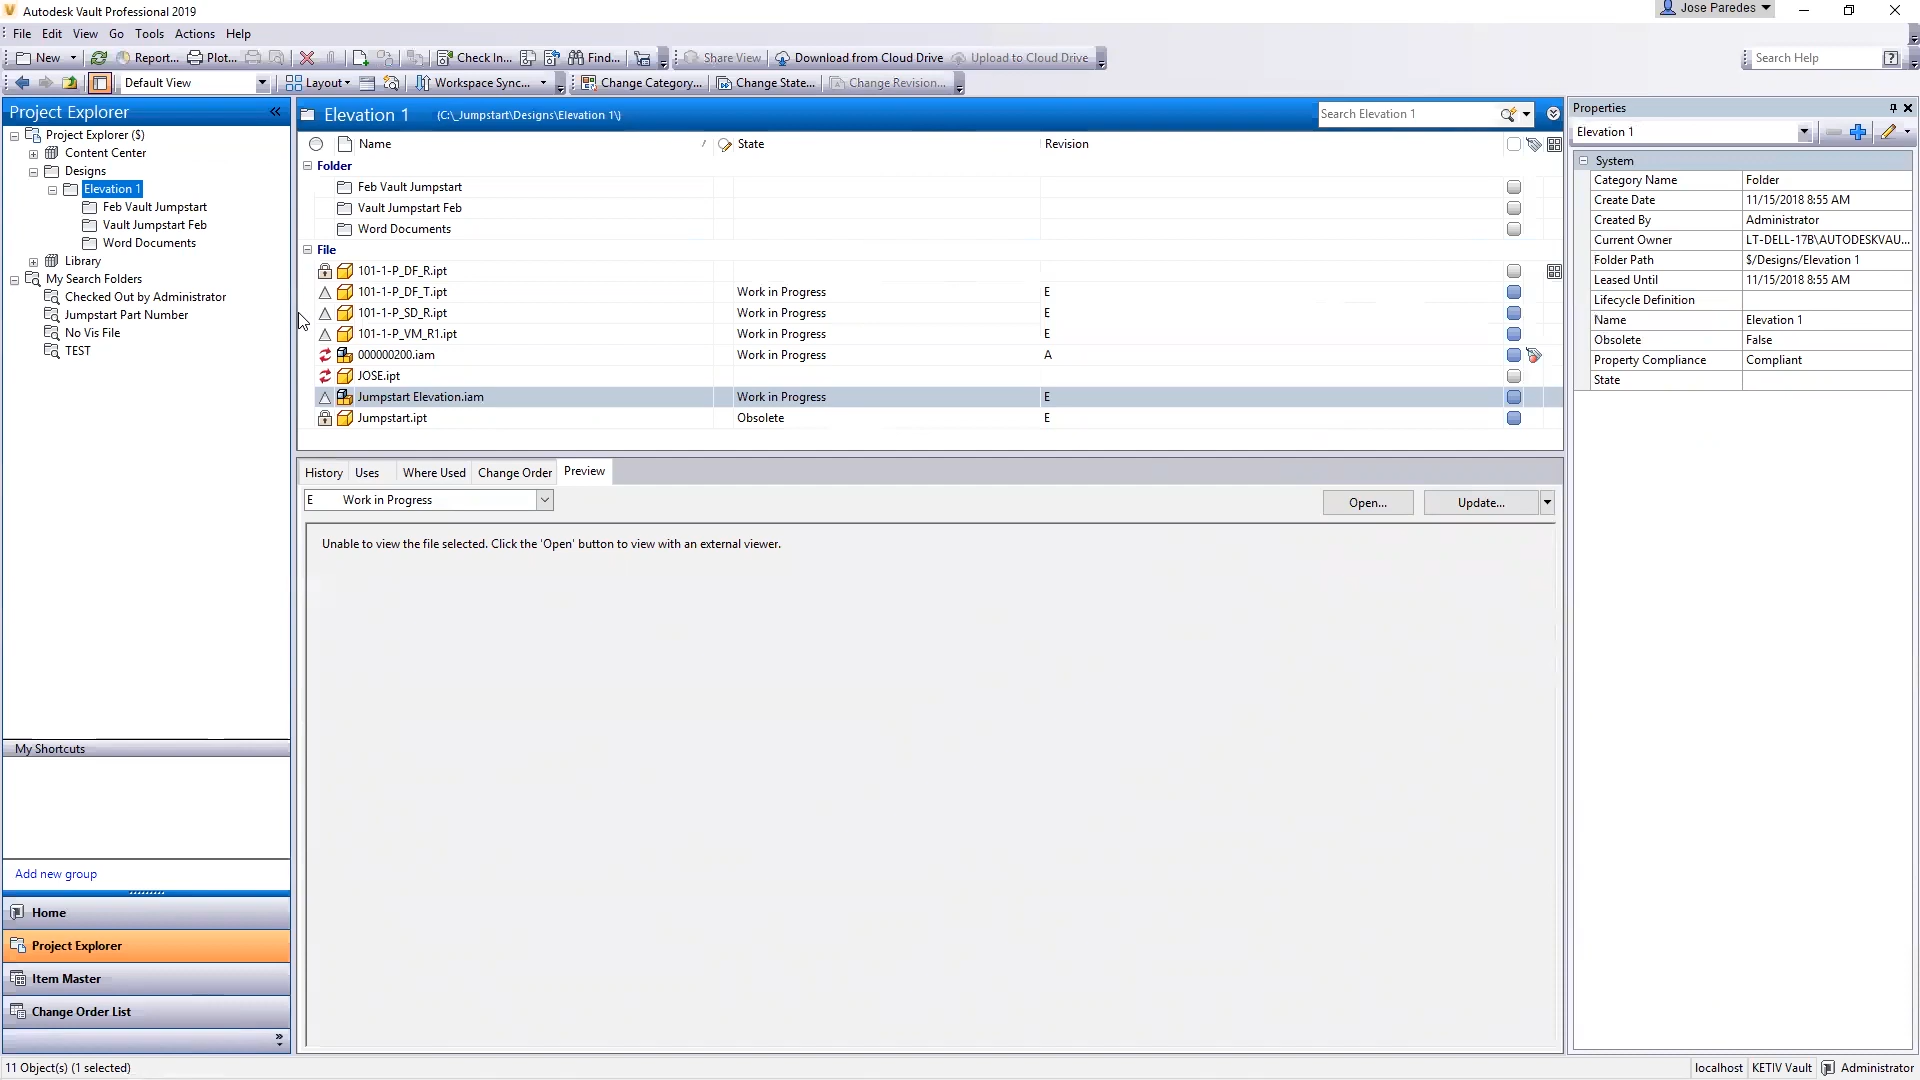 Autodesk Vault Professional 2019
Jose Paredes
File Edit View Go Tools Actions Help
New Report... Plot... Check In... Find... Share View Download from Cloud Drive Upload to Cloud Drive Search Help
Default View Layout Workspace Sync... Change Category... Change State... Change Revision...
Project Explorer
Project Explorer ($)
Content Center
Designs
Elevation 1
Feb Vault Jumpstart
Vault Jumpstart Feb
Word Documents
Library
My Search Folders
Checked Out by Administrator
Jumpstart Part Number
No Vis File
TEST
My Shortcuts
Add new group
Home
Project Explorer
Item Master
Change Order List
Elevation 1 (C:\_Jumpstart\Designs\Elevation 1\) Search Elevation 1
Name State Revision
Folder
Feb Vault Jumpstart
Vault Jumpstart Feb
Word Documents
File
101-1-P_DF_R.ipt
101-1-P_DF_T.ipt Work in Progress E
101-1-P_SD_R.ipt Work in Progress E
101-1-P_VM_R1.ipt Work in Progress E
000000200.iam Work in Progress A
JOSE.ipt
Jumpstart Elevation.iam Work in Progress E
Jumpstart.ipt Obsolete E
History Uses Where Used Change Order Preview
E Work in Progress Open... Update...
Unable to view the file selected. Click the 'Open' button to view with an external viewer.
Properties
Elevation 1
System
Category Name Folder
Create Date 11/15/2018 8:55 AM
Created By Administrator
Current Owner LT-DELL-17B\AUTODESKVAU...
Folder Path $/Designs/Elevation 1
Leased Until 11/15/2018 8:55 AM
Lifecycle Definition
Name Elevation 1
Obsolete False
Property Compliance Compliant
State
11 Object(s) (1 selected) localhost KETIV Vault Administrator